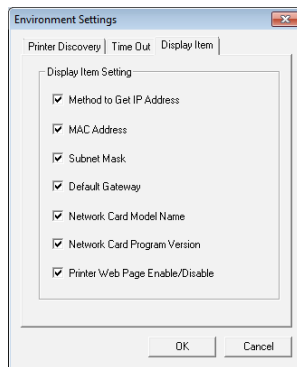 Environment Settings
Printer Discovery Time Out Display Item
Display Item Setting
Method to Get IP Address
MAC Address
Subnet Mask
Default Gateway
Network Card Model Name
Network Card Program Version
Printer Web Page Enable/Disable
OK Cancel